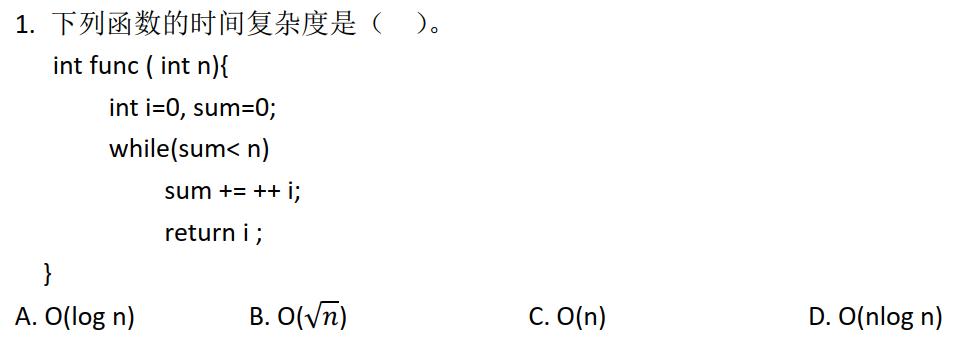 1. 下列函数的时间复杂度是（ ）。
int func ( int n){
int i=0, sum=0;
while(sum< n)
sum += ++ i;
return i ;
}
A. O(log n) B. O(√n) C. O(n) D. O(nlog n)